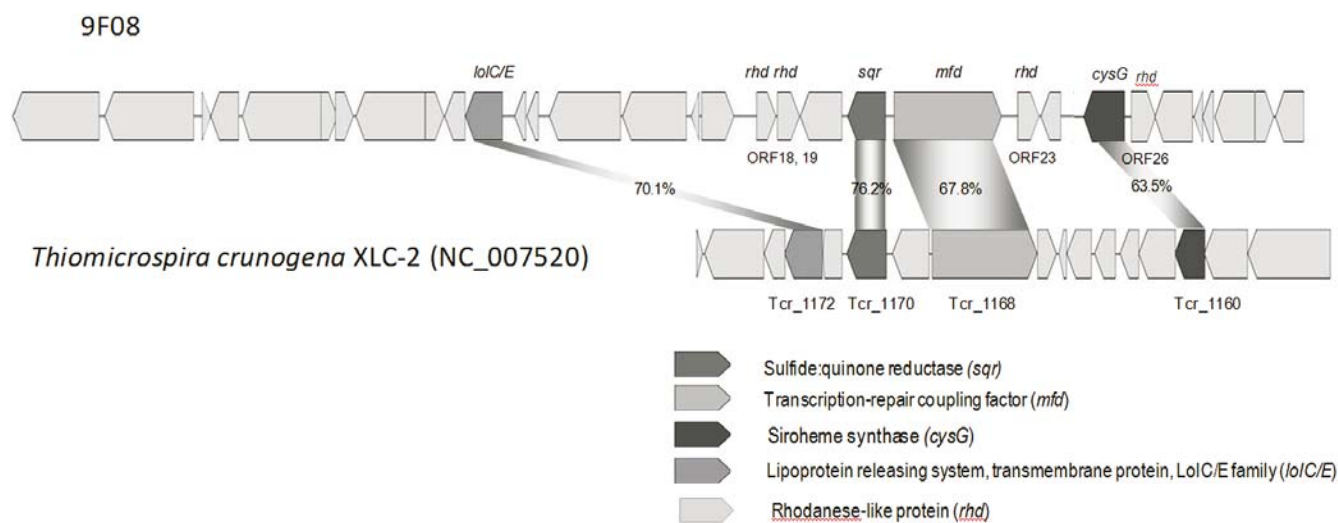 9F08
lolC/E rhd rhd sqr mfd rhd cysG rhd
ORF18, 19 ORF23 ORF26
70.1% 76.2% 67.8% 63.5%
Thiomicrospira crunogena XLC-2 (NC_007520)
Tcr_1172 Tcr_1170 Tcr_1168 Tcr_1160
Sulfide:quinone reductase (sqr)
Transcription-repair coupling factor (mfd)
Siroheme synthase (cysG)
Lipoprotein releasing system, transmembrane protein, LolC/E family (lolC/E)
Rhodanese-like protein (rhd)